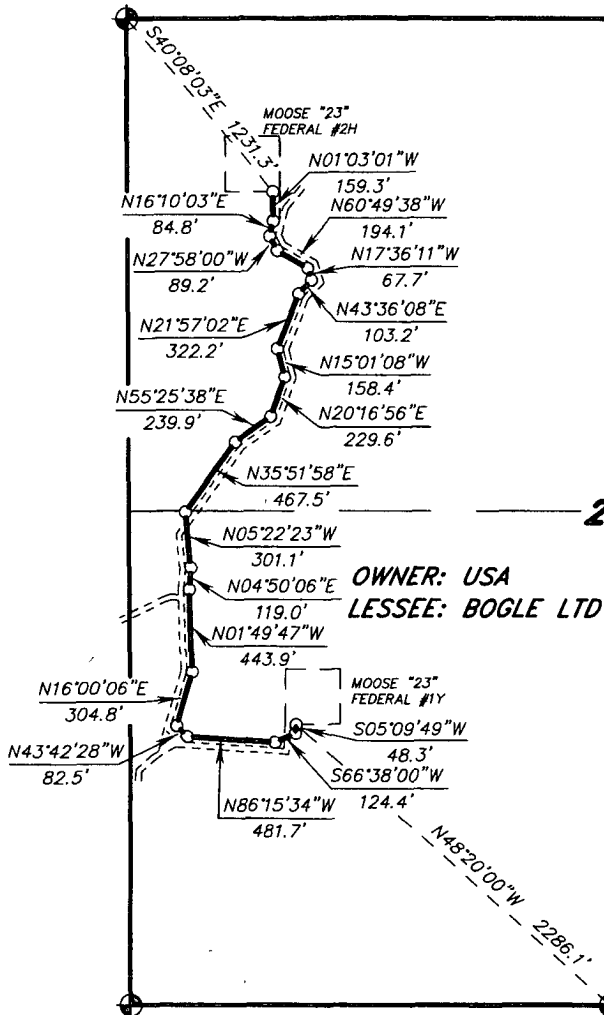 S40°08'03"E 1231.3'
MOOSE "23"
FEDERAL #2H
N01°03'01"W
159.3'
N16°10'03"E
84.8'
N60°49'38"W
194.1'
N27°58'00"W
89.2'
N17°36'11"W
67.7'
N43°36'08"E
103.2'
N21°57'02"E
322.2'
N15°01'08"W
158.4'
N55°25'38"E
239.9'
N20°16'56"E
229.6'
N35°51'58"E
467.5'
2
N05°22'23"W
301.1'
OWNER: USA
LESSEE: BOGLE LTD
N04°50'06"E
119.0'
N01°49'47"W
443.9'
N16°00'06"E
304.8'
MOOSE "23"
FEDERAL #1Y
S05°09'49"W
48.3'
N43°42'28"W
82.5'
S66°38'00"W
124.4'
N86°15'34"W
481.7'
N48°20'00"W 2286.1'